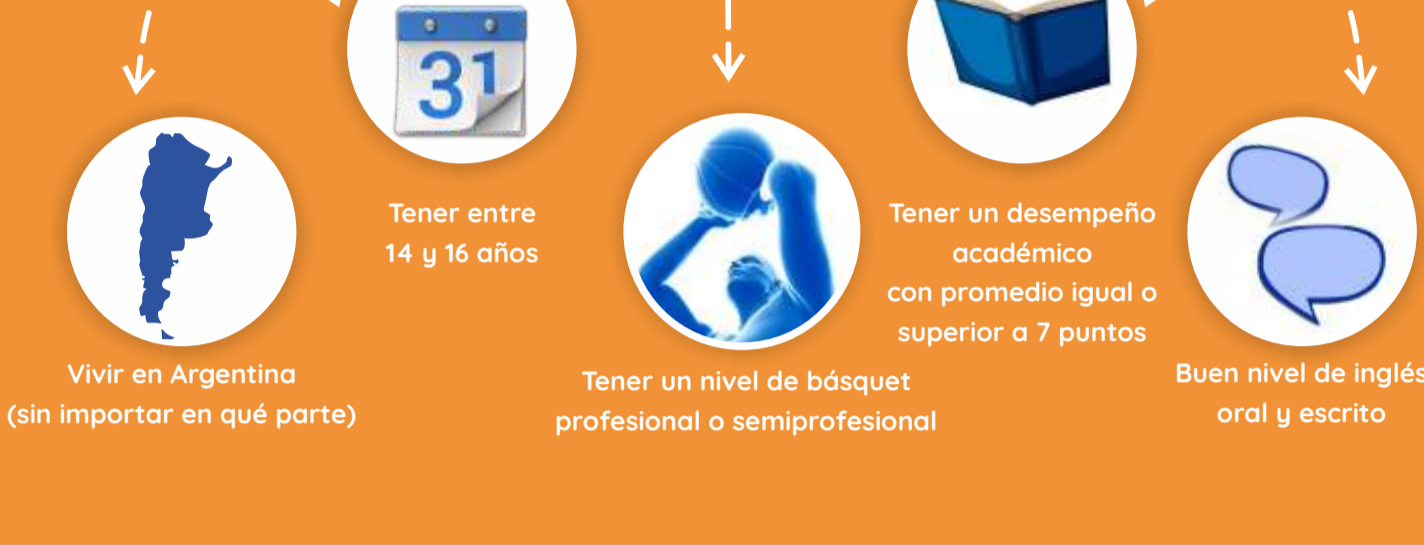 31
Tener entre
14 y 16 años
Tener un desempeño
académico
con promedio igual o
superior a 7 puntos
Vivir en Argentina
(sin importar en qué parte)
Tener un nivel de básquet
profesional o semiprofesional
Buen nivel de inglés
oral y escrito